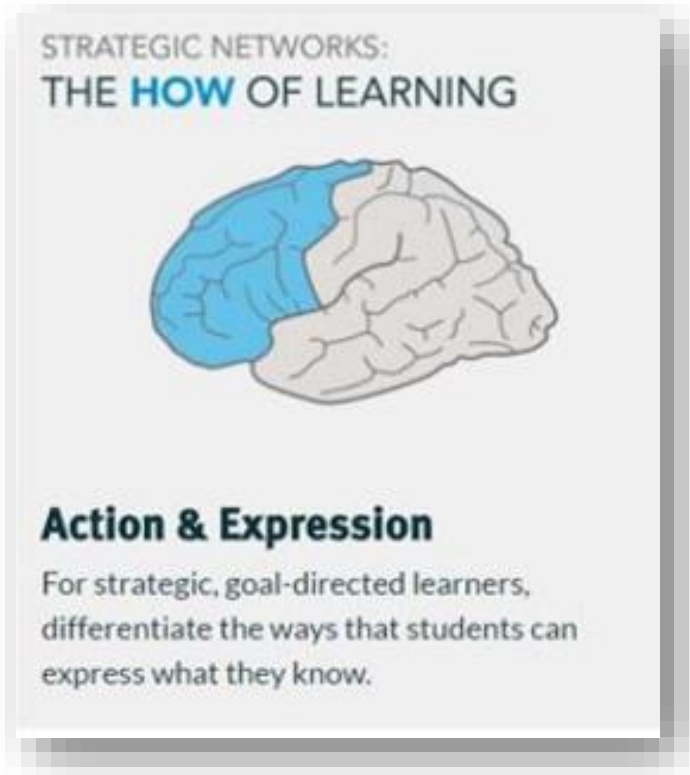 STRATEGIC NETWORKS:
THE HOW OF LEARNING
Action & Expression
For strategic, goal-directed learners,
differentiate the ways that students can
express what they know.